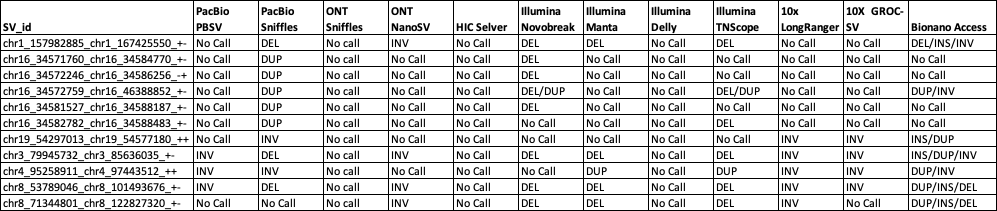 PacBio PacBio ONT ONT Illumina Illumina Illumina Illumina 10x 10X GROC-
SV_id PBSV Sniffles Sniffles NanoSV HIC Selver Novobreak Manta Delly TNScope LongRanger SV Bionano Access
chr1_157982885_chr1_167425550_+- No Call DEL No call INV No Call DEL DEL No Call DEL No Call No Call DEL/INS/INV
chr16_34571760_chr16_34584770_+- No Call DUP No call No Call No Call DEL No Call No Call DEL No Call No Call No Call
chr16_34572246_chr16_34586256_-+ No Call DUP No call No Call No Call DEL No Call No Call DEL No Call No Call No Call
chr16_34572759_chr16_46388852_+- No Call DUP No call No Call No Call DEL/DUP No Call No Call DEL/DUP No Call No Call DUP/INV
chr16_34581527_chr16_34588187_+- No Call DUP No call No Call No Call DEL No Call No Call No Call No Call No Call No Call
chr16_34582782_chr16_34588483_+- No Call DUP No call No Call No Call No Call No Call No Call DEL No Call No Call No Call
chr19_54297013_chr19_54577180_++ No Call INV No call No Call No Call No Call No Call No Call No Call INV No Call INS/DUP
chr3_79945732_chr3_85636035_+- INV DEL No call INV No Call DEL DEL No Call DEL INV No Call INS/DUP/INV
chr4_95258911_chr4_97443512_++ INV INV No call No Call No Call No Call DUP No Call DUP INV No Call DUP/INV
chr8_53789046_chr8_101493676_+- INV DEL No call INV No Call DEL DEL No Call DEL INV No Call DUP/INS/DEL
chr8_71344801_chr8_122827320_+- No Call No Call No call INV No Call DEL DEL No Call DEL INV No Call DUP/INS/DEL